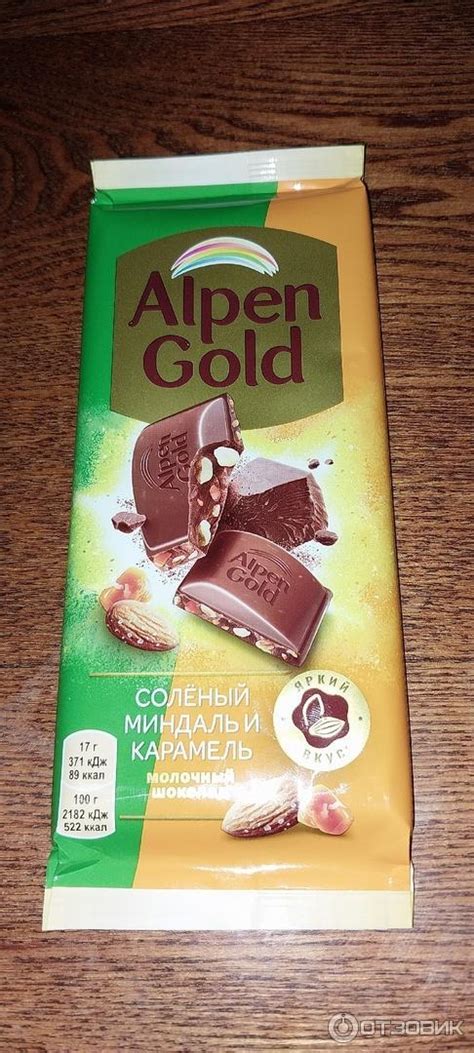 Alpen
Gold
Alpen
Gold
Alpen
Gold
СОЛЁНЫЙ
МИНДАЛЬ И
КАРАМЕЛЬ
МОЛОЧНЫЙ
ШОКОЛАД
ЯРКИЙ
ВКУС
17 г
371 кДж
89 ккал
100 г
2182 кДж
522 ккал
ОТЗОВИК